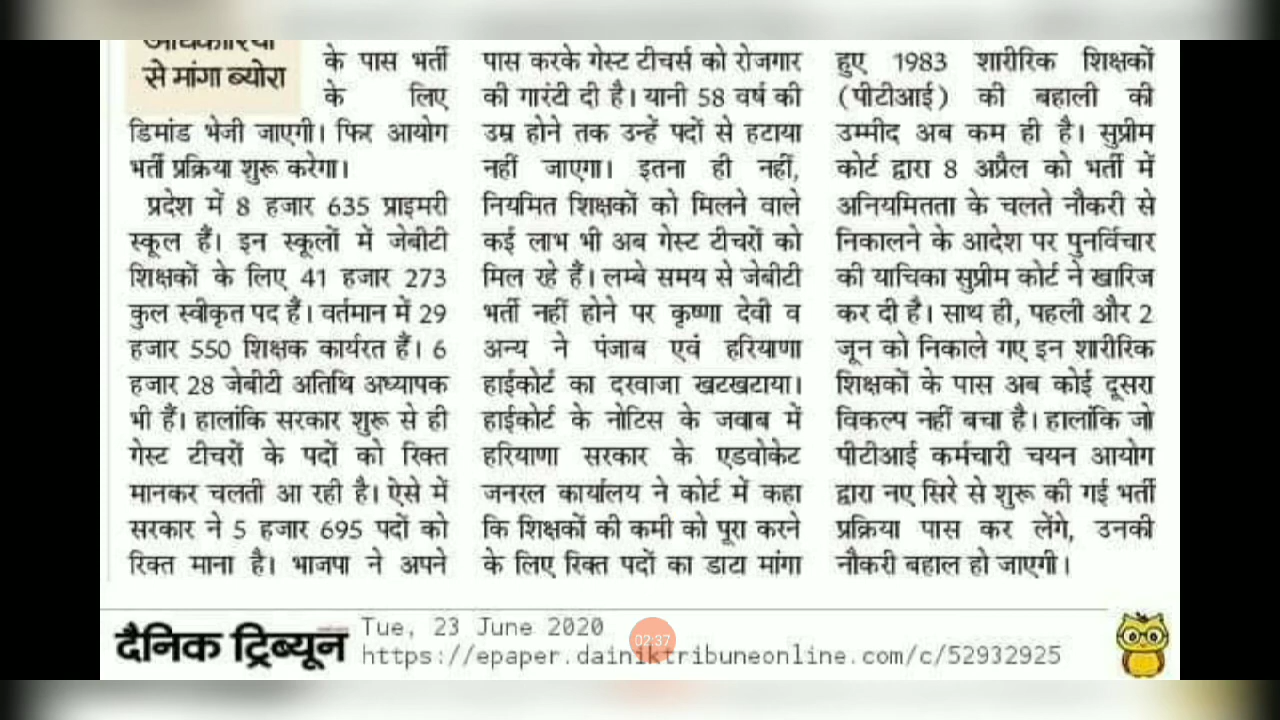 से मांगा ब्योरा
के पास भर्ती
के लिए
डिमांड भेजी जाएगी। फिर आयोग
भर्ती प्रक्रिया शुरू करेगा।
प्रदेश में 8 हजार 635 प्राइमरी
स्कूल हैं। इन स्कूलों में जेबीटी
शिक्षकों के लिए 41 हजार 273
कुल स्वीकृत पद हैं। वर्तमान में 29
हजार 550 शिक्षक कार्यरत हैं। 6
हजार 28 जेबीटी अतिथि अध्यापक
भी हैं। हालांकि सरकार शुरू से ही
गेस्ट टीचरों के पदों को रिक्त
मानकर चलती आ रही है। ऐसे में
सरकार ने 5 हजार 695 पदों को
रिक्त माना है। भाजपा ने अपने
पास करके गेस्ट टीचर्स को रोजगार
की गारंटी दी है। यानी 58 वर्ष की
उम्र होने तक उन्हें पदों से हटाया
नहीं जाएगा। इतना ही नहीं,
नियमित शिक्षकों को मिलने वाले
कई लाभ भी अब गेस्ट टीचरों को
मिल रहे हैं। लम्बे समय से जेबीटी
भर्ती नहीं होने पर कृष्णा देवी व
अन्य ने पंजाब एवं हरियाणा
हाईकोर्ट का दरवाजा खटखटाया।
हाईकोर्ट के नोटिस के जवाब में
हरियाणा सरकार के एडवोकेट
जनरल कार्यालय ने कोर्ट में कहा
कि शिक्षकों की कमी को पूरा करने
के लिए रिक्त पदों का डाटा मांगा
हुए 1983 शारीरिक शिक्षकों
(पीटीआई) की बहाली की
उम्मीद अब कम ही है। सुप्रीम
कोर्ट द्वारा 8 अप्रैल को भर्ती में
अनियमितता के चलते नौकरी से
निकालने के आदेश पर पुनर्विचार
की याचिका सुप्रीम कोर्ट ने खारिज
कर दी है। साथ ही, पहली और 2
जून को निकाले गए इन शारीरिक
शिक्षकों के पास अब कोई दूसरा
विकल्प नहीं बचा है। हालांकि जो
पीटीआई कर्मचारी चयन आयोग
द्वारा नए सिरे से शुरू की गई भर्ती
प्रक्रिया पास कर लेंगे, उनकी
नौकरी बहाल हो जाएगी।
दैनिक ट्रिब्यून
Tue, 23 June 2020
02:37
https://epaper.dainiktribuneonline.com/c/52932925